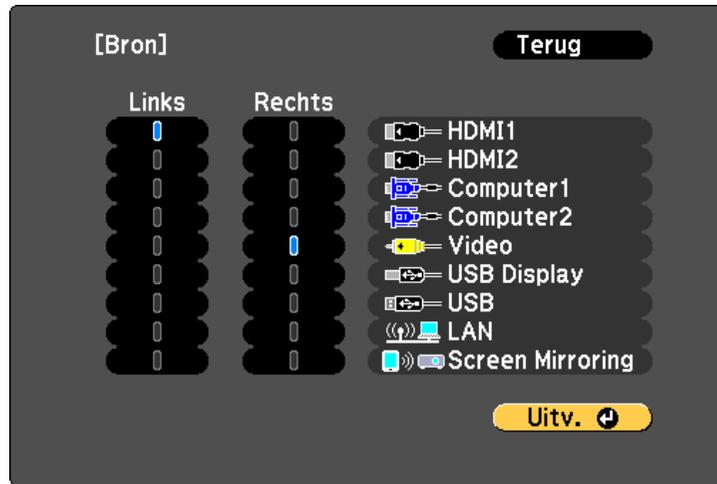 [Bron] Terug
Links Rechts
HDMI1
HDMI2
Computer1
Computer2
Video
USB Display
USB
LAN
Screen Mirroring
Uitv.